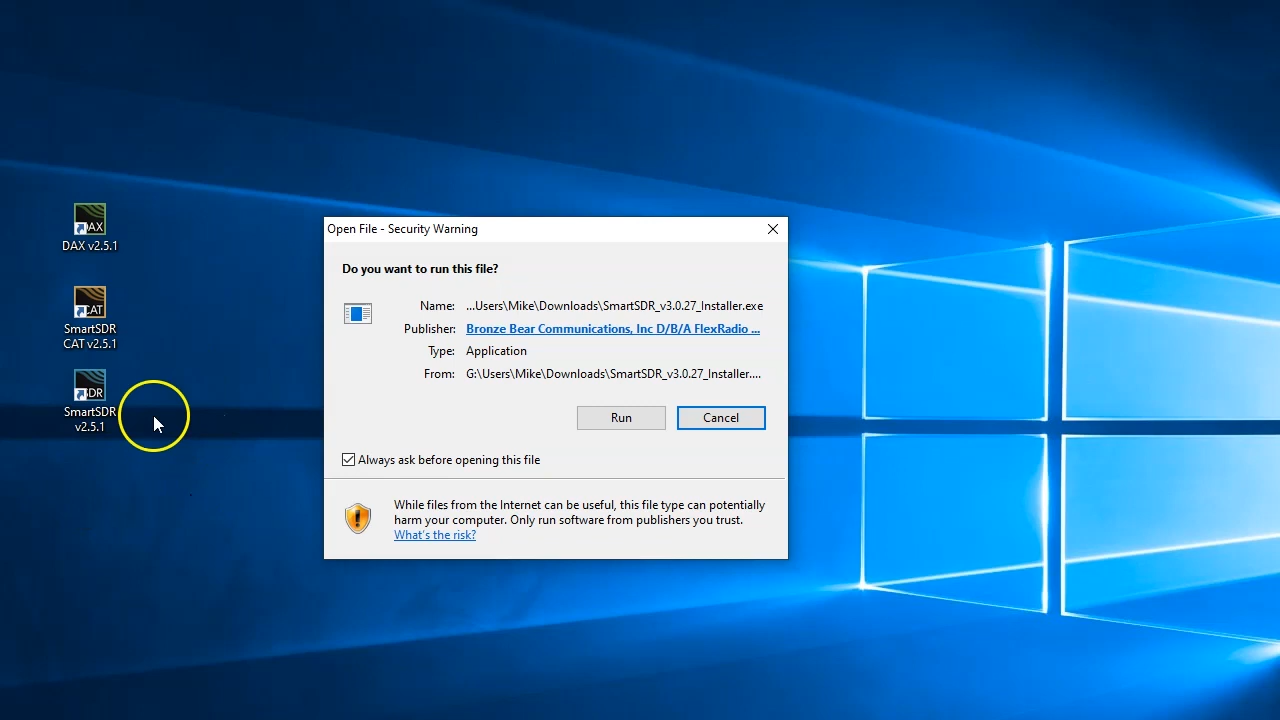 DAX
DAX v2.5.1
CAT
SmartSDR
CAT v2.5.1
SDR
SmartSDR
v2.5.1
Open File - Security Warning
Do you want to run this file?
Name: ...Users\Mike\Downloads\SmartSDR_v3.0.27_Installer.exe
Publisher: Bronze Bear Communications, Inc D/B/A FlexRadio ...
Type: Application
From: G:\Users\Mike\Downloads\SmartSDR_v3.0.27_Installer....
Run Cancel
Always ask before opening this file
While files from the Internet can be useful, this file type can potentially
harm your computer. Only run software from publishers you trust.
What's the risk?